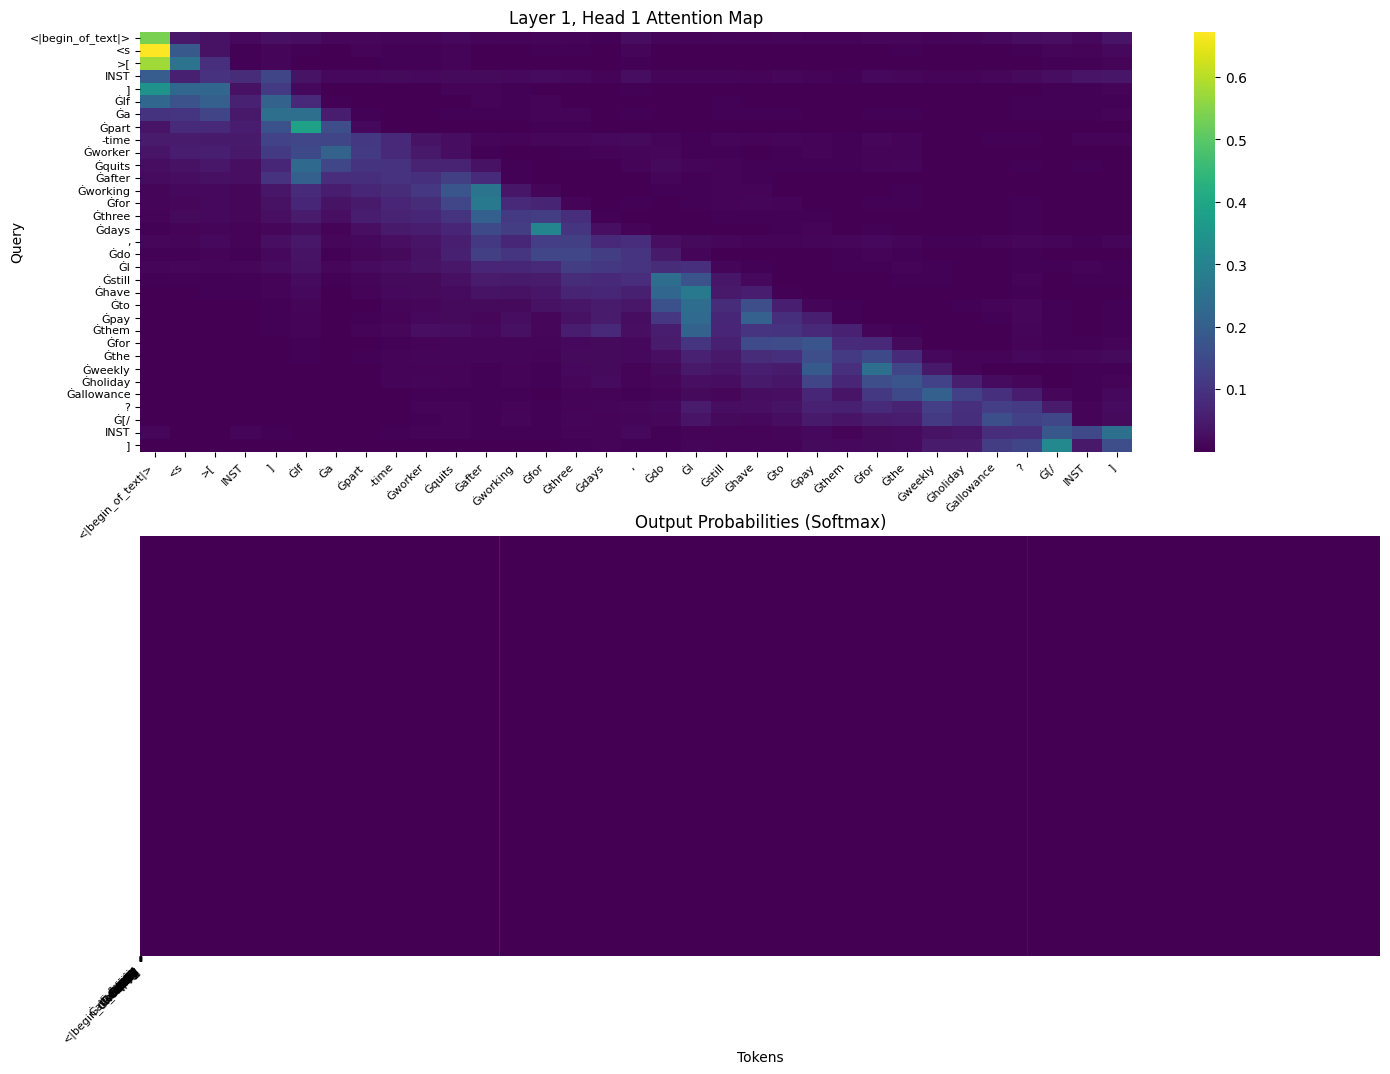 Layer 1, Head 1 Attention Map
Query
<|begin_of_text|>
<s
>[
INST
]
ĠIf
Ġa
Ġpart
-time
Ġworker
Ġquits
Ġafter
Ġworking
Ġfor
Ġthree
Ġdays
,
Ġdo
ĠI
Ġstill
Ġhave
Ġto
Ġpay
Ġthem
Ġfor
Ġthe
Ġweekly
Ġholiday
Ġallowance
?
Ġ[/
INST
]
0.6
0.5
0.4
0.3
0.2
0.1
<|begin_of_text|>
<s
>[
INST
]
ĠIf
Ġa
Ġpart
-time
Ġworker
Ġquits
Ġafter
Ġworking
Ġfor
Ġthree
Ġdays
,
Ġdo
ĠI
Ġstill
Ġhave
Ġto
Ġpay
Ġthem
Ġfor
Ġthe
Ġweekly
Ġholiday
Ġallowance
?
Ġ[/
INST
]
Output Probabilities (Softmax)
Tokens